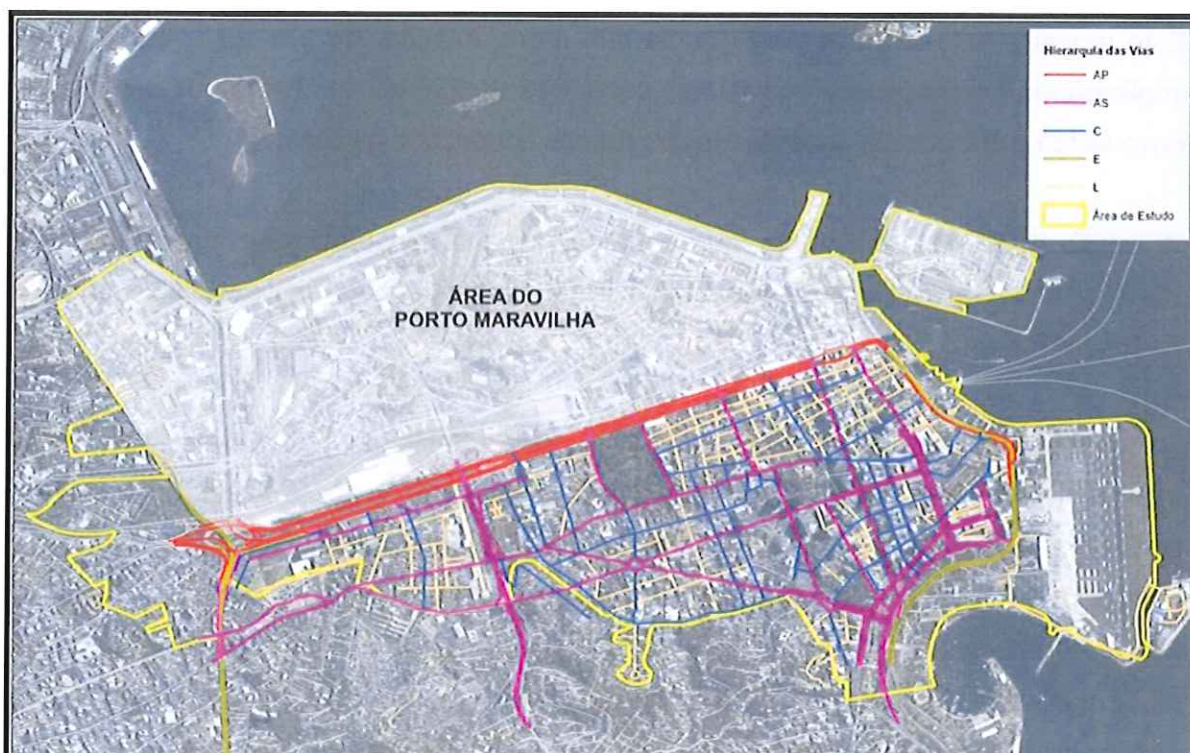 Hierarquia das Vias
AP
AS
C
E
L
Área de Estudo
ÁREA DO
PORTO MARAVILHA